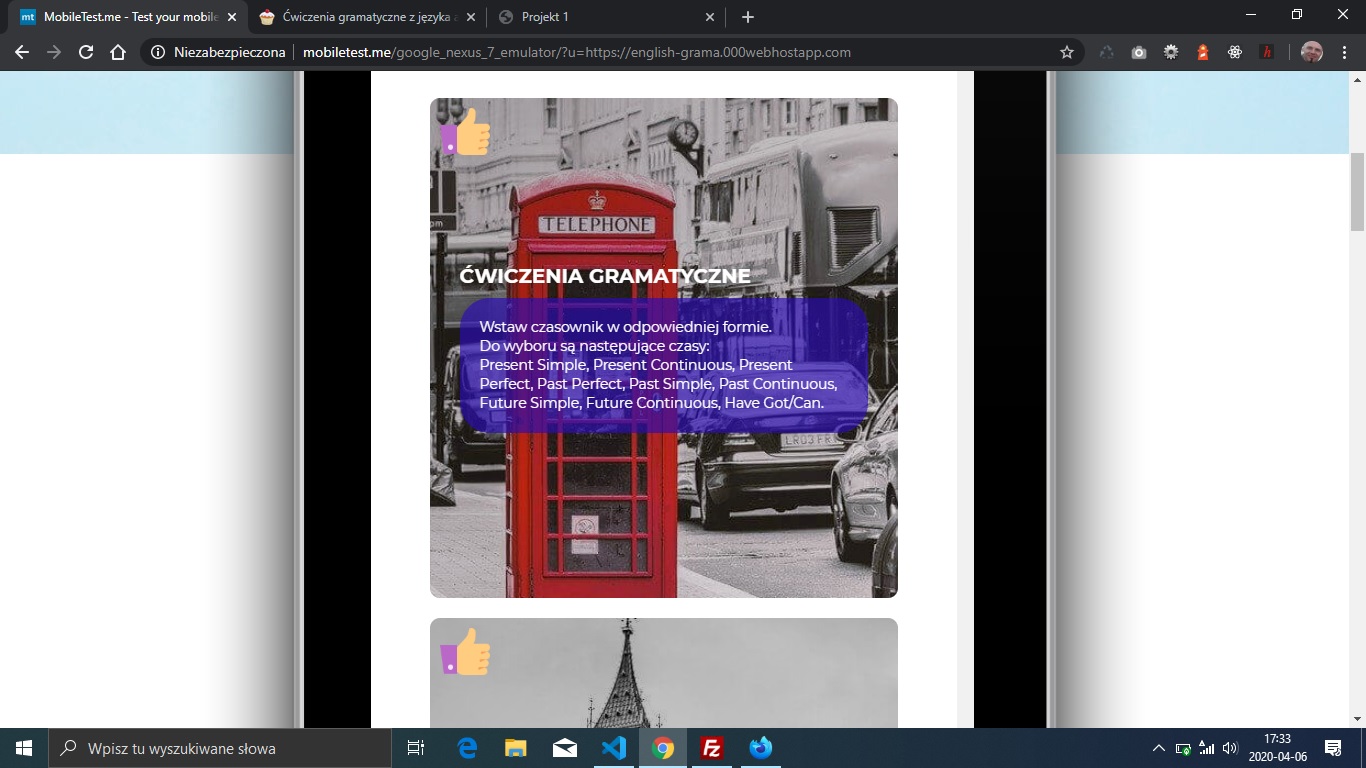 mt MobileTest.me - Test your mobile
Ćwiczenia gramatyczne z języka a
Projekt 1
Niezabezpieczona
mobiletest.me/google_nexus_7_emulator/?u=https://english-grama.000webhostapp.com
h
TELEPHONE
ĆWICZENIA GRAMATYCZNE
Wstaw czasownik w odpowiedniej formie.
Do wyboru są następujące czasy:
Present Simple, Present Continuous, Present
Perfect, Past Perfect, Past Simple, Past Continuous,
Future Simple, Future Continuous, Have Got/Can.
Wpisz tu wyszukiwane słowa
Fz
17:33
2020-04-06